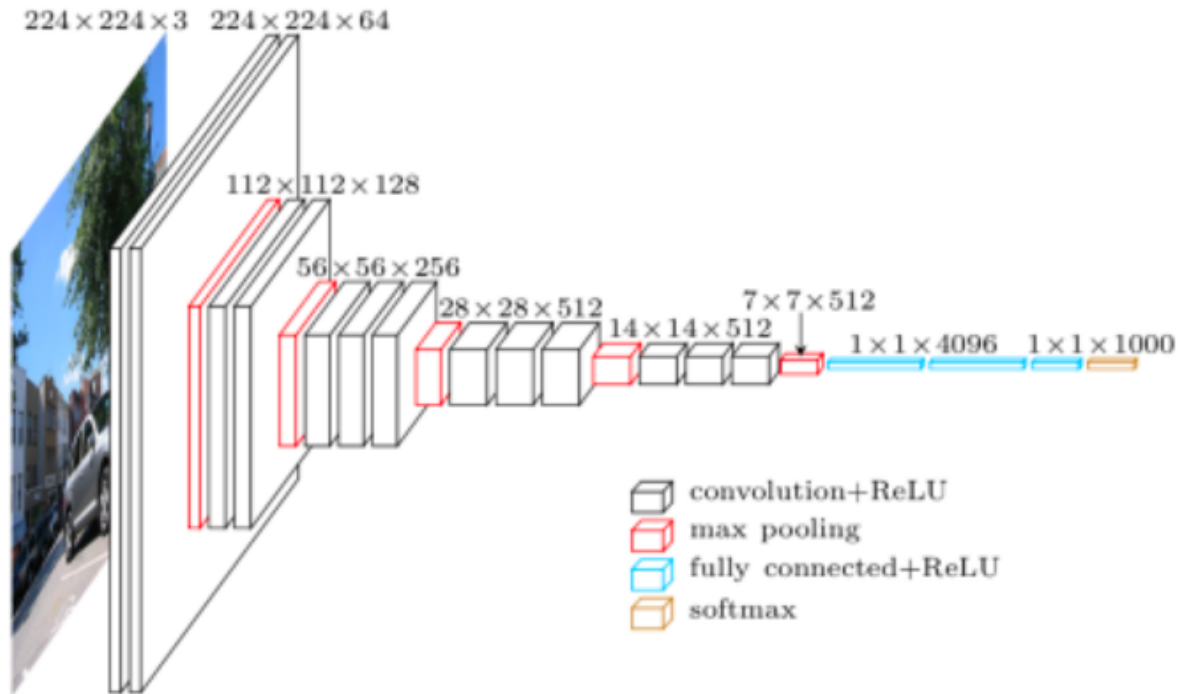 224×224×3
224×224×64
112×112×128
56×56×256
28×28×512
14×14×512
7×7×512
1×1×4096
1×1×1000
convolution+ReLU
max pooling
fully connected+ReLU
softmax